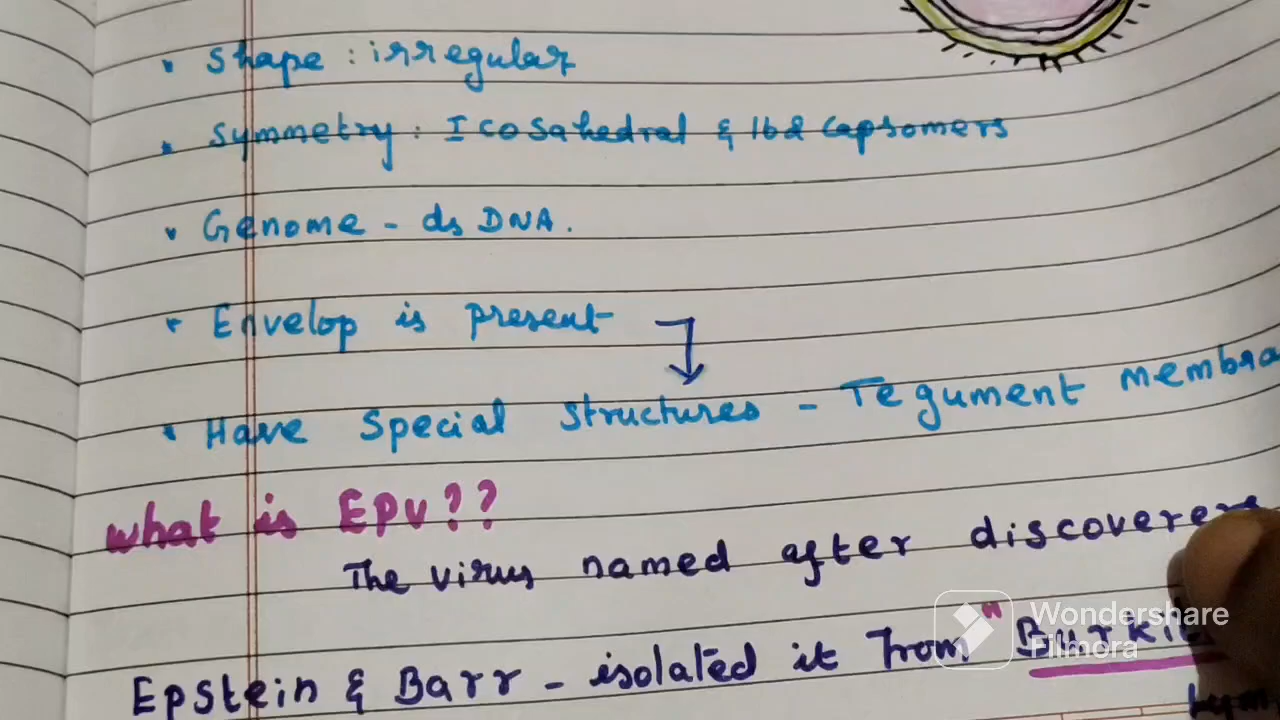 Shape : irregular
Symmetry : Icosahedral & 162 Capsomers
Genome - ds DNA.
Envelop is present
Have Special Structures - Tegument
What is EPV??
The virus named after discoverers
Epstein & Barr - isolated it from "
Wondershare
Filmora